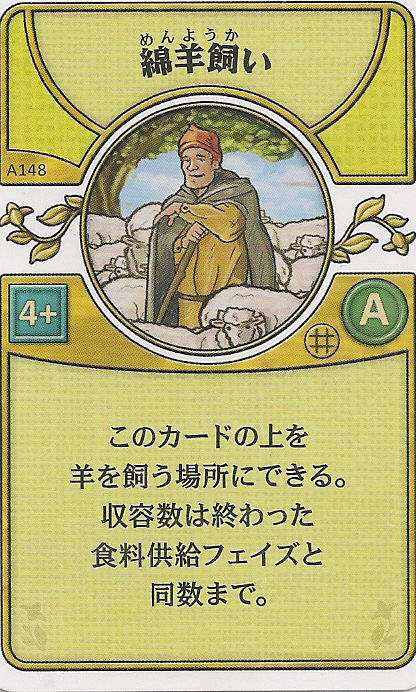 めんようか
綿羊飼い
A148
4+
A
このカードの上を
羊を飼う場所にできる。
収容数は終わった
食料供給フェイズと
同数まで。